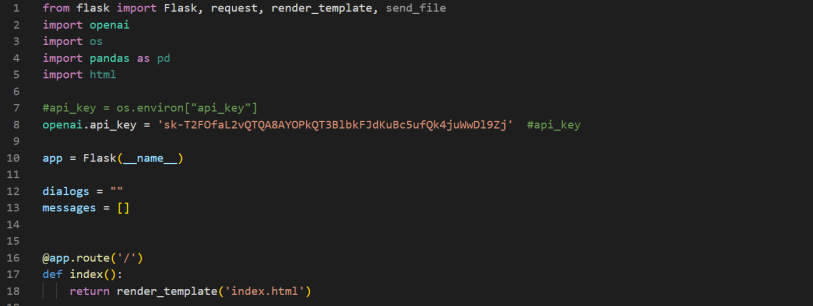 1 from flask import Flask, request, render_template, send_file
2 import openai
3 import os
4 import pandas as pd
5 import html
6
7 #api_key = os.environ["api_key"]
8 openai.api_key = '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' #api_key
9
10 app = Flask(__name__)
11
12 dialogs = ""
13 messages = []
14
15
16 @app.route('/')
17 def index():
18     return render_template('index.html')